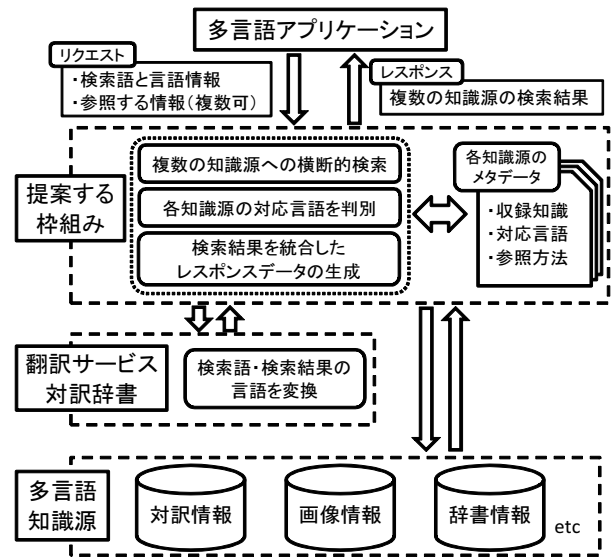 多言語アプリケーション
リクエスト
・検索語と言語情報
・参照する情報(複数可)
レスポンス
複数の知識源の検索結果
提案する
枠組み
複数の知識源への横断的検索
各知識源の対応言語を判別
検索結果を統合した
レスポンスデータの生成
各知識源の
メタデータ
・収録知識
・対応言語
・参照方法
翻訳サービス
対訳辞書
検索語・検索結果の
言語を変換
多言語
知識源
対訳情報
画像情報
辞書情報
etc